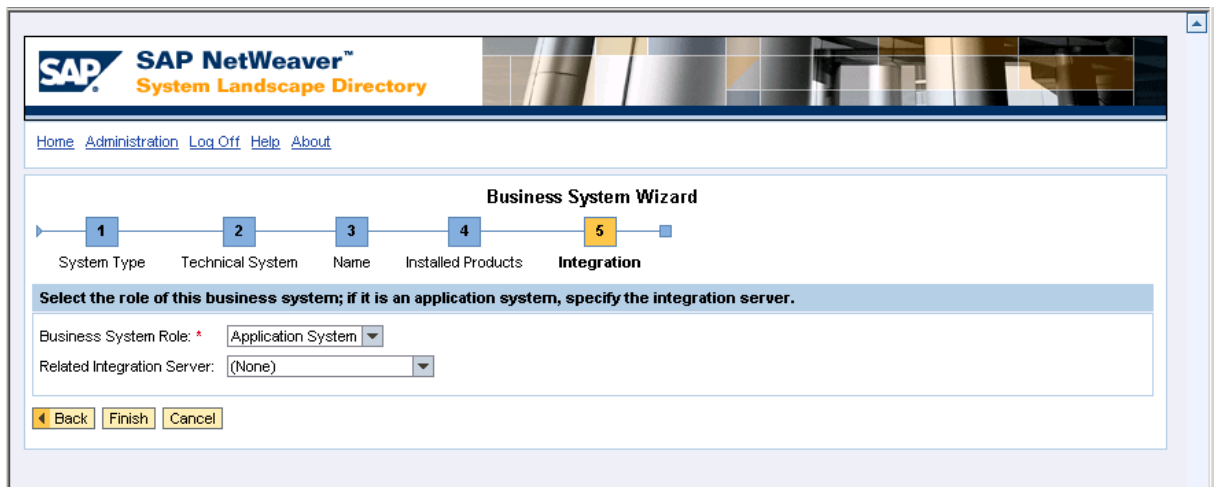 SAP
SAP NetWeaver™
System Landscape Directory
Home Administration Log Off Help About
Business System Wizard
1 2 3 4 5
System Type Technical System Name Installed Products Integration
Select the role of this business system; if it is an application system, specify the integration server.
Business System Role: * Application System
Related Integration Server: (None)
Back Finish Cancel